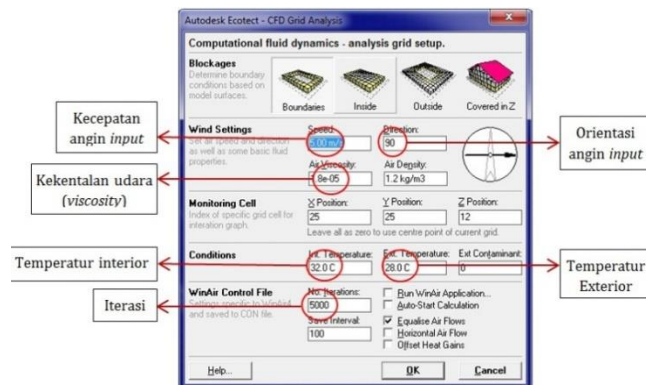 Autodesk Ecotect - CFD Grid Analysis
Computational fluid dynamics - analysis grid setup.
Blockages
Determine boundary
conditions based on
model surfaces.
Boundaries
Inside
Outside
Covered in Z
Kecepatan
angin input
Wind Settings
Set air speed and direction
as well as some basic fluid
properties.
Speed:
Direction:
90
Orientasi
angin input
Kekentalan udara
(viscosity)
Air Viscosity:
1.8e-05
Air Density:
1.2 kg/m3
Monitoring Cell
Index of specific grid cell for
interation graph.
X Position:
Y Position:
Z Position:
25
25
12
Leave all as zero to use centre point of current grid.
Temperatur interior
Conditions
Int. Temperature:
Ext. Temperature:
Ext Contaminant:
32.0 C
28.0 C
0
Temperatur
Exterior
Iterasi
WinAir Control File
Settings specific to WinAir4
and saved to CON file.
No. Iterations:
5000
Save Interval:
100
Run WinAir Application...
Auto-Start Calculation
Equalise Air Flows
Horizontal Air Flow
Offset Heat Gains
Help...
OK
Cancel